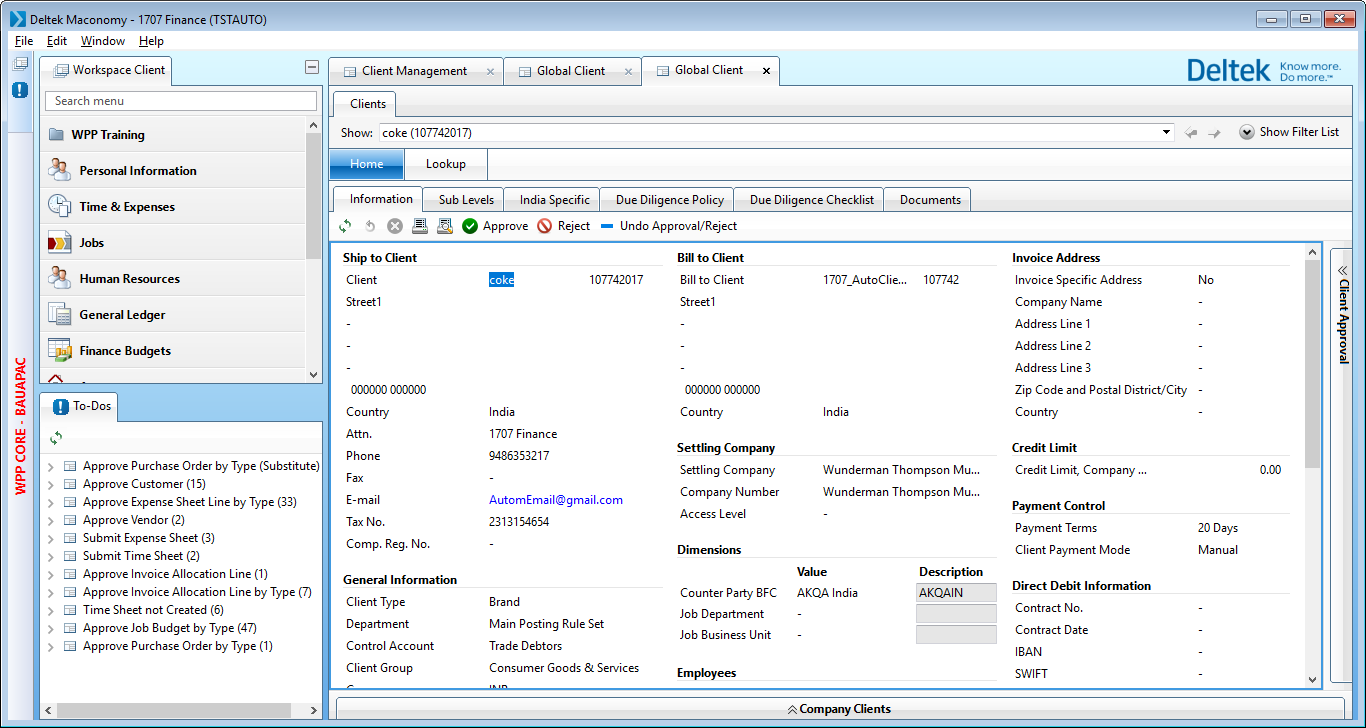 Deltek Maconomy - 1707 Finance (TSTAUTO)
File Edit Window Help
WPP CORE - BAUAPAC
Workspace Client
Search menu
WPP Training
Personal Information
Time & Expenses
Jobs
Human Resources
General Ledger
Finance Budgets
To-Dos
Approve Purchase Order by Type (Substitute)
Approve Customer (15)
Approve Expense Sheet Line by Type (33)
Approve Vendor (2)
Submit Expense Sheet (3)
Submit Time Sheet (2)
Approve Invoice Allocation Line (1)
Approve Invoice Allocation Line by Type (7)
Time Sheet not Created (6)
Approve Job Budget by Type (47)
Approve Purchase Order by Type (1)
Client Management Global Client Global Client
Deltek Know more. Do more.™
Clients
Show: coke (107742017) Show Filter List
Home Lookup
Information Sub Levels India Specific Due Diligence Policy Due Diligence Checklist Documents
Approve Reject Undo Approval/Reject
Ship to Client
Client coke 107742017
Street1
-
-
-
000000 000000
Country India
Attn. 1707 Finance
Phone 9486353217
Fax -
E-mail AutomEmail@gmail.com
Tax No. 2313154654
Comp. Reg. No. -
General Information
Client Type Brand
Department Main Posting Rule Set
Control Account Trade Debtors
Client Group Consumer Goods & Services
Bill to Client
Bill to Client 1707_AutoClie... 107742
Street1
-
-
-
000000 000000
Country India
Settling Company
Settling Company Wunderman Thompson Mu...
Company Number Wunderman Thompson Mu...
Access Level -
Dimensions
Value Description
Counter Party BFC AKQA India AKQAIN
Job Department -
Job Business Unit -
Employees
Invoice Address
Invoice Specific Address No
Company Name -
Address Line 1 -
Address Line 2 -
Address Line 3 -
Zip Code and Postal District/City -
Country -
Credit Limit
Credit Limit, Company ... 0.00
Payment Control
Payment Terms 20 Days
Client Payment Mode Manual
Direct Debit Information
Contract No. -
Contract Date -
IBAN -
SWIFT -
Client Approval
Company Clients